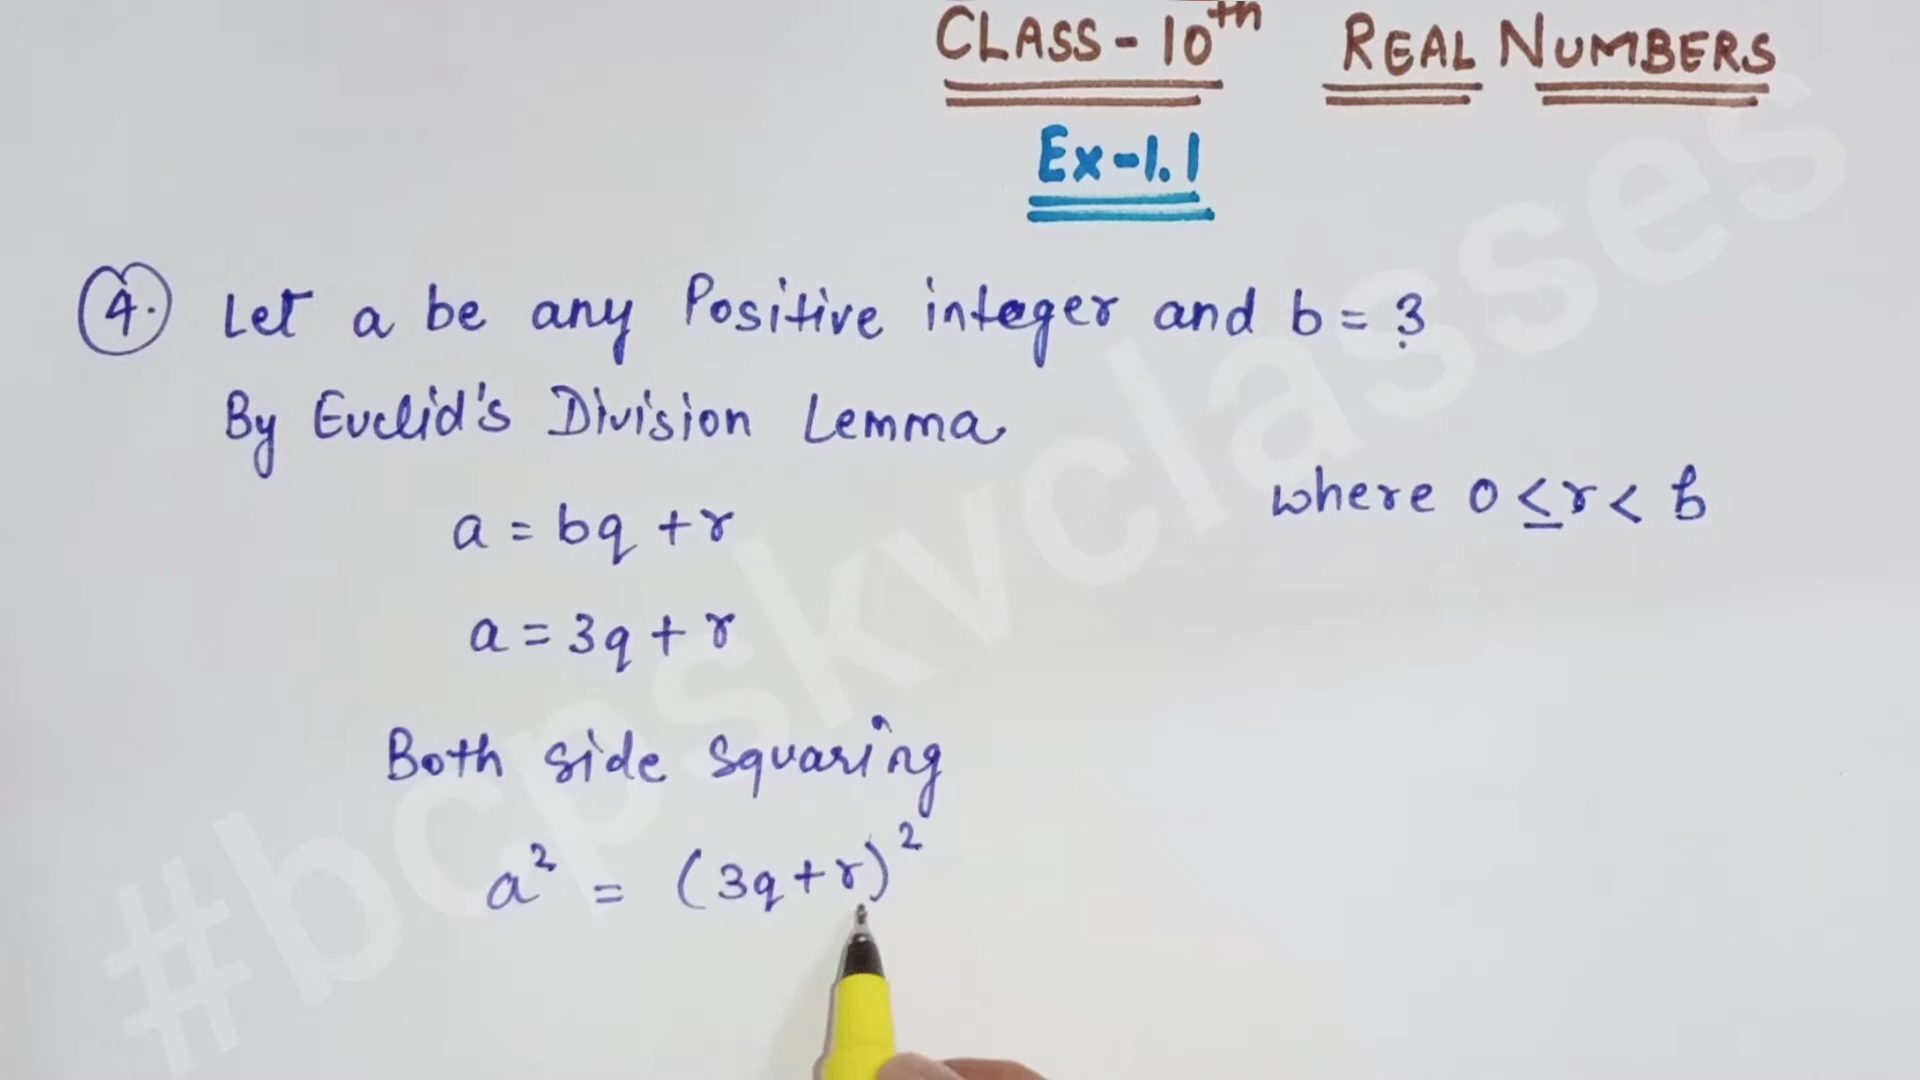 CLASS - 10th REAL NUMBERS
Ex-1.1
4. Let a be any Positive integer and b = 3
By Euclid's Division Lemma
a = bq + r where 0 ≤ r < b
a = 3q + r
Both side squaring
a² = (3q + r)²
#bcpskvclasses